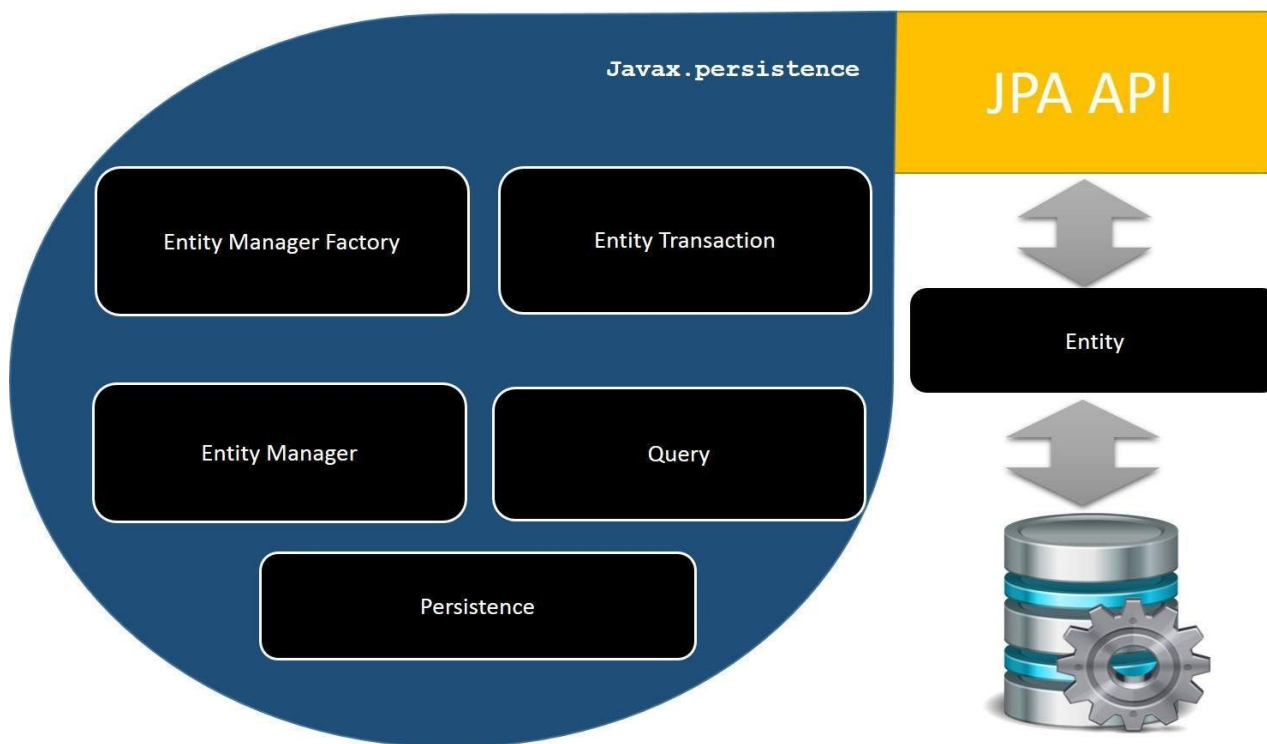 Javax.persistence
JPA API
Entity Manager Factory
Entity Transaction
Entity
Entity Manager
Query
Persistence